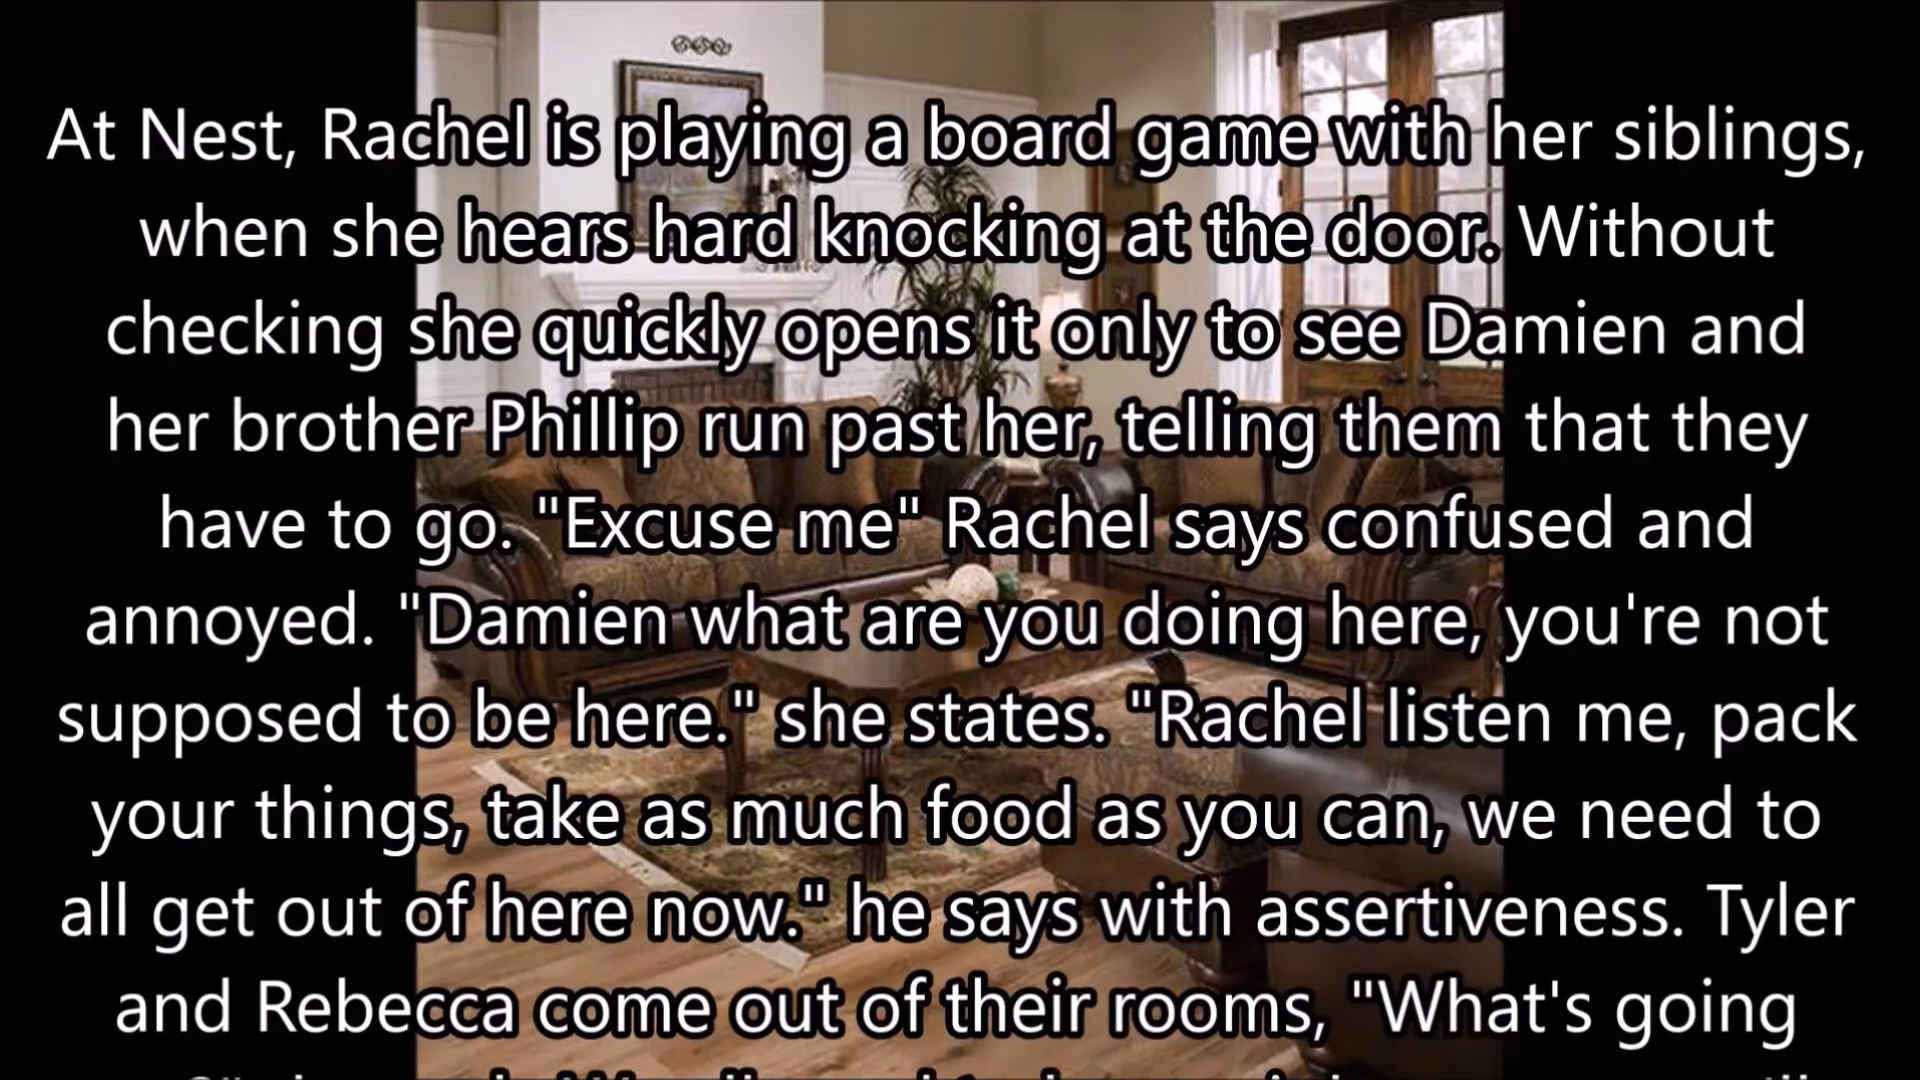 At Nest, Rachel is playing a board game with her siblings,
when she hears hard knocking at the door. Without
checking she quickly opens it only to see Damien and
her brother Phillip run past her, telling them that they
have to go. "Excuse me" Rachel says confused and
annoyed. "Damien what are you doing here, you're not
supposed to be here." she states. "Rachel listen me, pack
your things, take as much food as you can, we need to
all get out of here now." he says with assertiveness. Tyler
and Rebecca come out of their rooms, "What's going